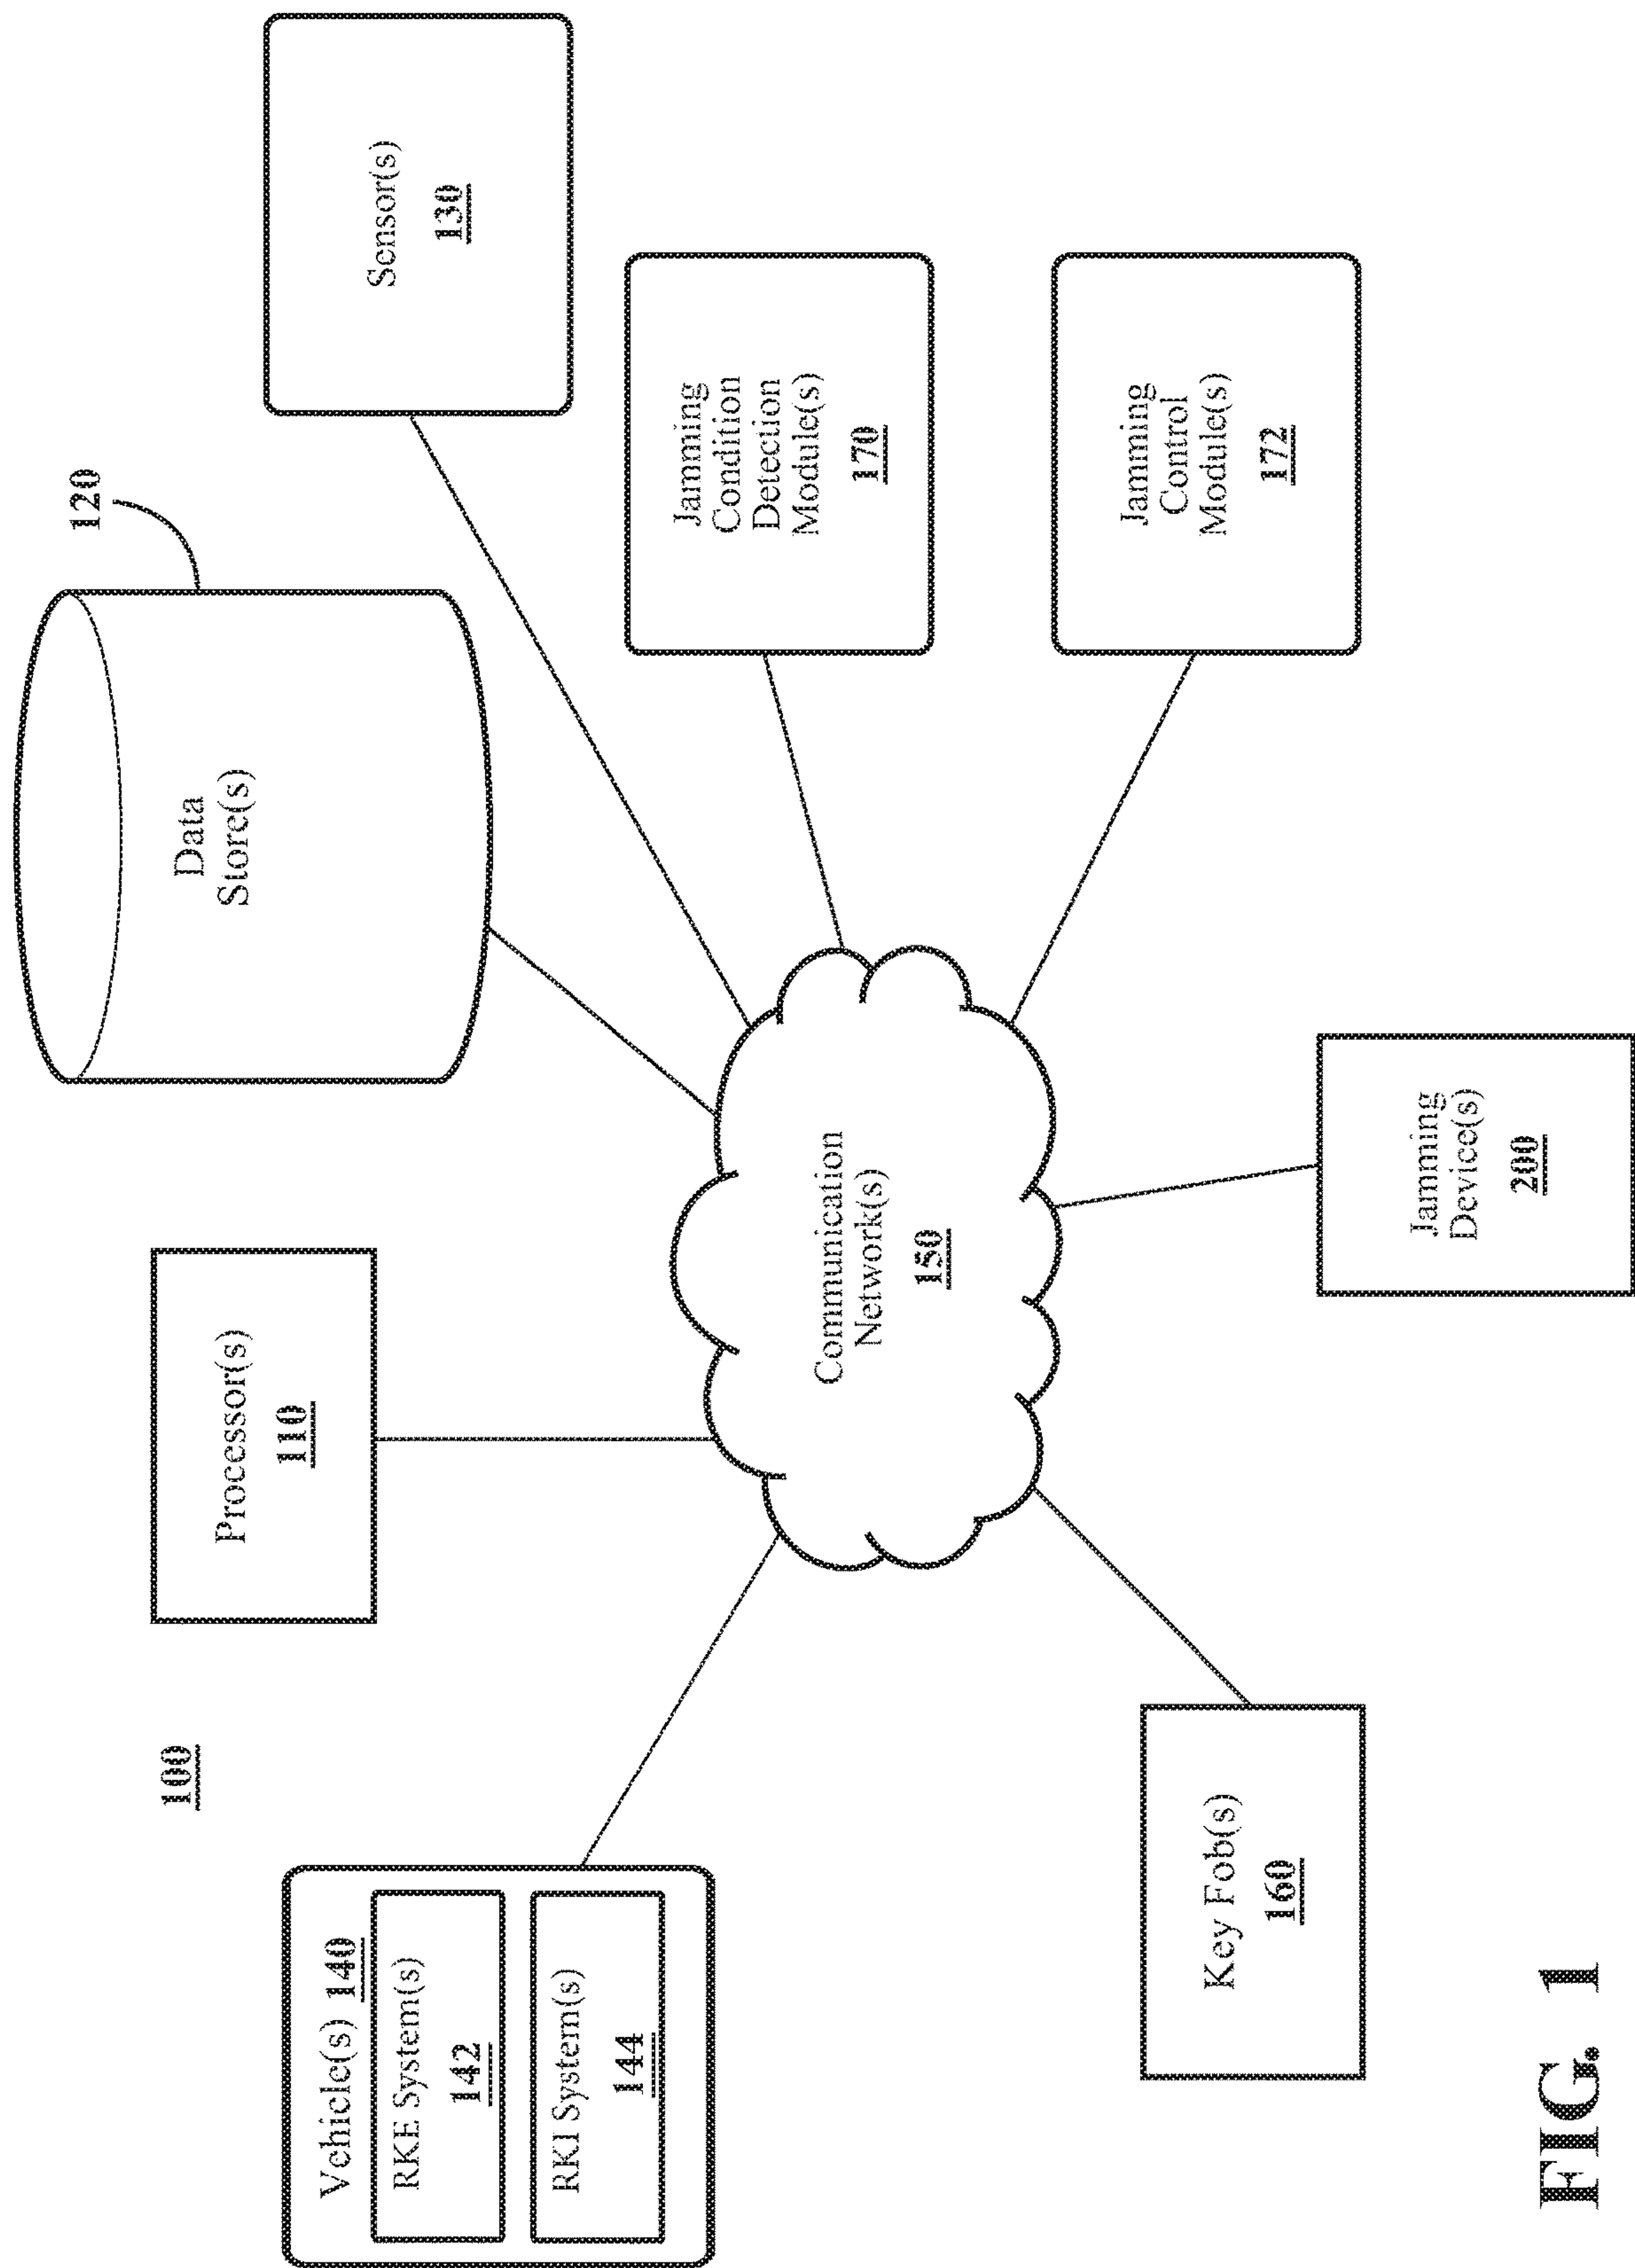 100
Vehicle(s) 140
RKE System(s)
142
RKI System(s)
144
Processor(s)
110
Data
Store(s)
120
Sensor(s)
130
Jamming
Condition
Detection
Module(s)
170
Jamming
Control
Module(s)
172
Communication
Network(s)
150
Key Fob(s)
160
Jamming
Device(s)
200
FIG. 1